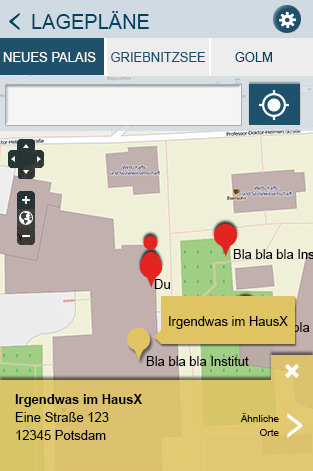 LAGEPLÄNE
NEUES PALAIS
GRIEBNITZSEE
GOLM
Professor-Doktor-Helmert-Straße
Wirtschafts-
und Sozialwissenschaft
Wirtschafts-
und Sozialwissenschaft
Bla bla bla Ins
Du
Irgendwas im HausX
bla
Bla bla bla Institut
Irgendwas im HausX
Eine Straße 123
12345 Potsdam
Ähnliche
Orte